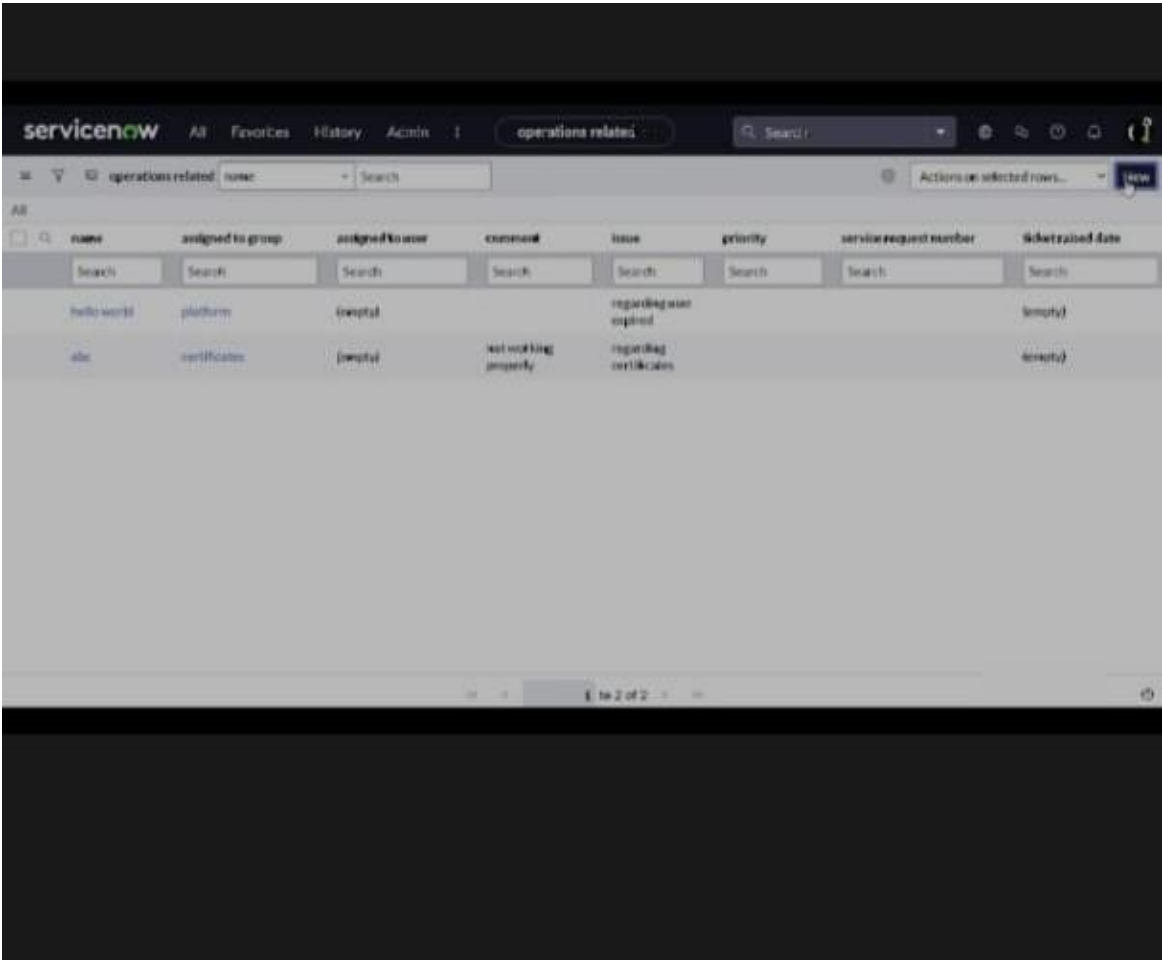 servicenow All Favorites History Admin operations related Search
operations related name Search Actions on selected rows... New
All
name assigned to group assigned to user comment issue priority service request number ticket raised date
Search Search Search Search Search Search Search Search
hello world platform (empty) regarding user expired (empty)
abc certificates (empty) not working properly regarding certificates (empty)
1 to 2 of 2